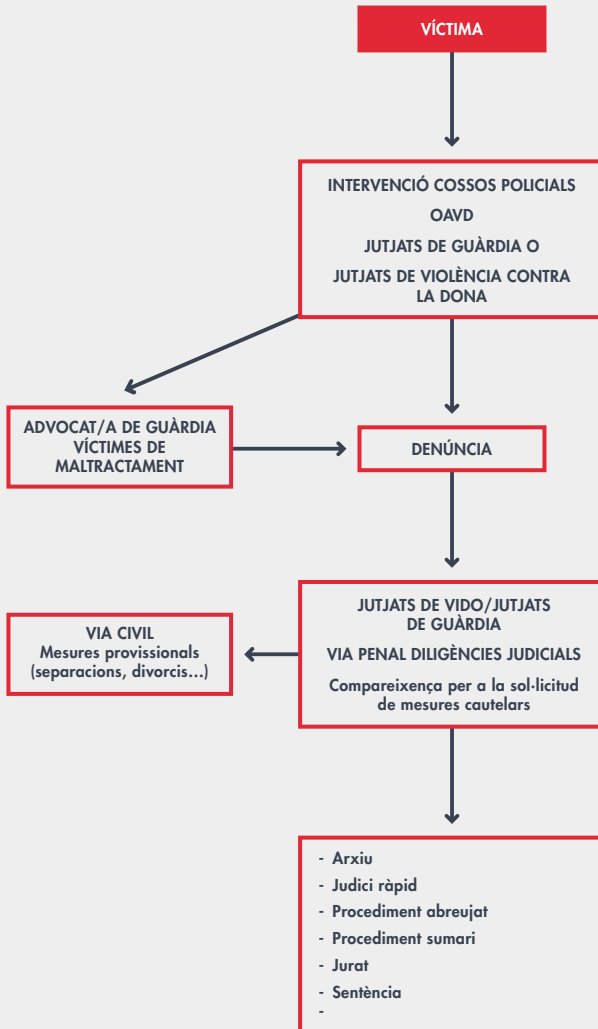 VÍCTIMA
INTERVENCIÓ COSSOS POLICIALS
OAVD
JUTJATS DE GUÀRDIA O
JUTJATS DE VIOLÈNCIA CONTRA
LA DONA
ADVOCAT/A DE GUÀRDIA
VÍCTIMES DE
MALTRACTAMENT
DENÚNCIA
VIA CIVIL
Mesures provissionals
(separacions, divorcis...)
JUTJATS DE VIDO/JUTJATS
DE GUÀRDIA
VIA PENAL DILIGÈNCIES JUDICIALS
Compareixença per a la sol·licitud
de mesures cautelars
- Arxiu
- Judici ràpid
- Procediment abreujat
- Procediment sumari
- Jurat
- Sentència
-